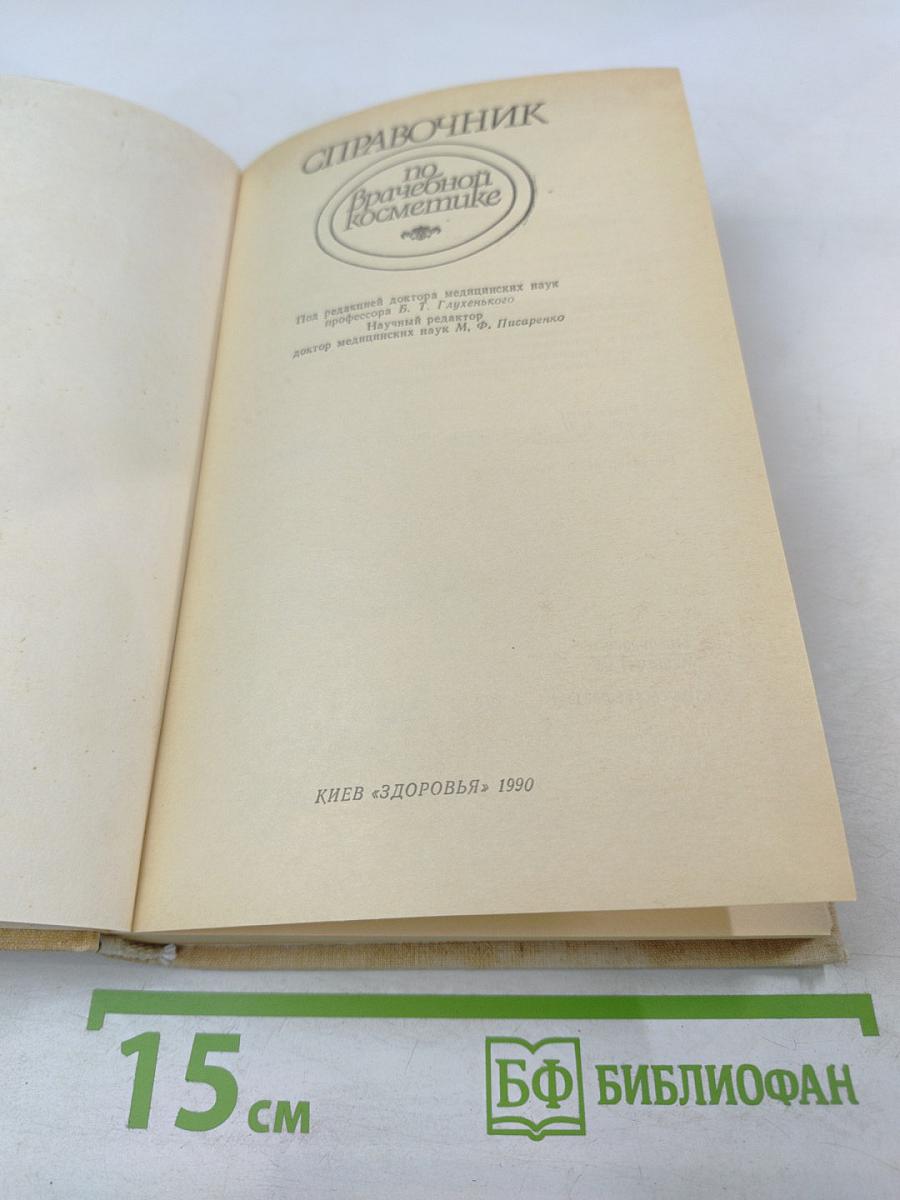 СПРАВОЧНИК
по
врачебной
косметике
Под редакцией доктора медицинских наук
профессора Б. Т. Глухенького
Научный редактор
доктор медицинских наук М. Ф. Писаренко
КИЕВ «ЗДОРОВЬЯ» 1990
15 см
БФ БИБЛИОФАН